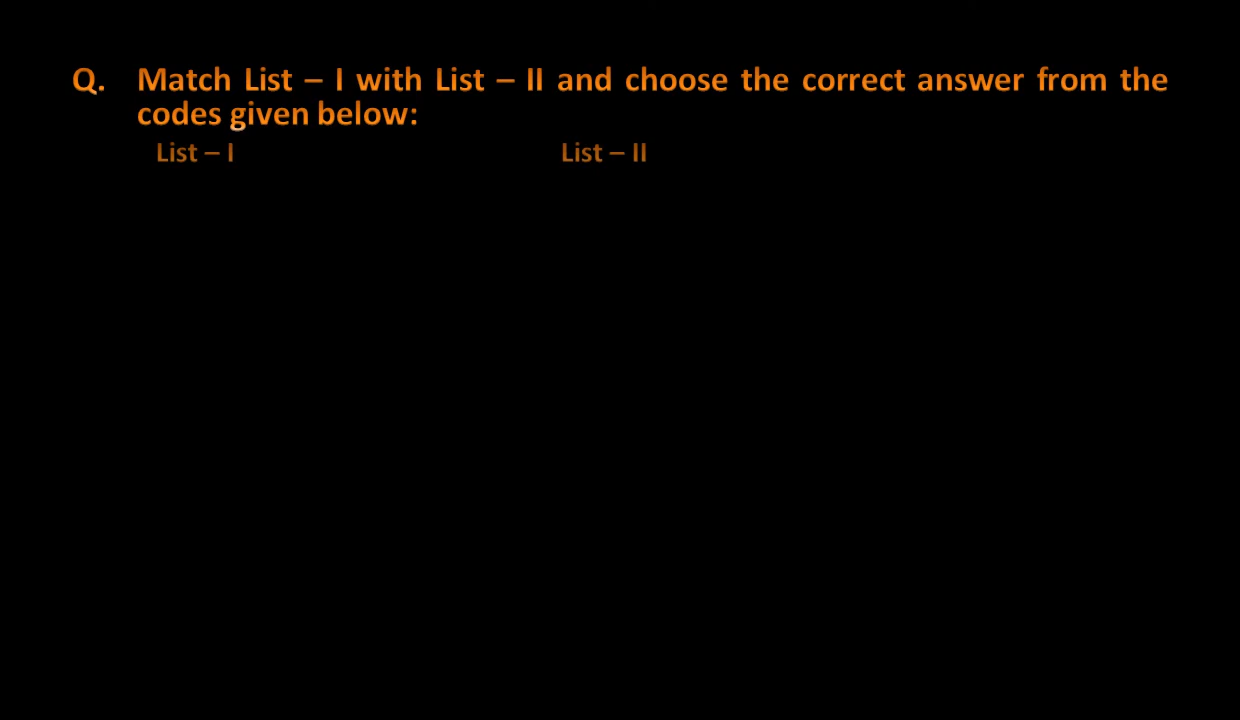 Q. Match List – I with List – II and choose the correct answer from the
codes given below:
List – I List – II